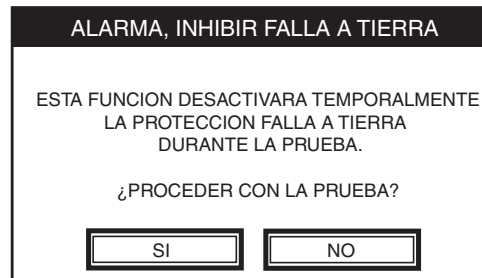 ALARMA, INHIBIR FALLA A TIERRA
ESTA FUNCION DESACTIVARA TEMPORALMENTE
LA PROTECCION FALLA A TIERRA
DURANTE LA PRUEBA.
¿PROCEDER CON LA PRUEBA?
SI
NO